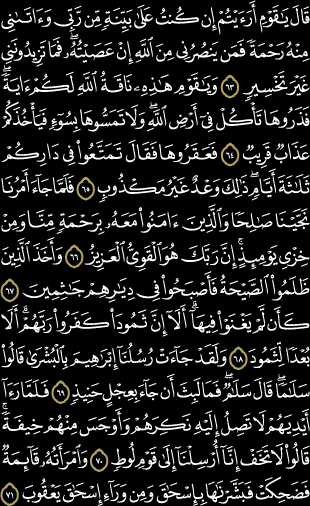 قَالَ يَٰقَوْمِ أَرَءَيْتُمْ إِن كُنتُ عَلَىٰ بَيِّنَةٍ مِّن رَّبِّى وَءَاتَىٰنِى
مِنْهُ رَحْمَةً فَمَن يَنصُرُنِى مِنَ ٱللَّهِ إِنْ عَصَيْتُهُۥ ۖ فَمَا تَزِيدُونَنِى
غَيْرَ تَخْسِيرٍ ٦٣ وَيَٰقَوْمِ هَٰذِهِۦ نَاقَةُ ٱللَّهِ لَكُمْ ءَايَةً ۖ
فَذَرُوهَا تَأْكُلْ فِىٓ أَرْضِ ٱللَّهِ ۖ وَلَا تَمَسُّوهَا بِسُوٓءٍ فَيَأْخُذَكُمْ
عَذَابٌ قَرِيبٌ ٦٤ فَعَقَرُوهَا فَقَالَ تَمَتَّعُوا۟ فِى دَارِكُمْ
ثَلَٰثَةَ أَيَّامٍ ۖ ذَٰلِكَ وَعْدٌ غَيْرُ مَكْذُوبٍ ٦٥ فَلَمَّا جَآءَ أَمْرُنَا
نَجَّيْنَا صَٰلِحًا وَٱلَّذِينَ ءَامَنُوا۟ مَعَهُۥ بِرَحْمَةٍ مِّنَّا وَمِنْ
خِزْىِ يَوْمِئِذٍ ۗ إِنَّ رَبَّكَ هُوَ ٱلْقَوِىُّ ٱلْعَزِيزُ ٦٦ وَأَخَذَ ٱلَّذِينَ
ظَلَمُوا۟ ٱلصَّيْحَةُ فَأَصْبَحُوا۟ فِى دِيَٰرِهِمْ جَٰثِمِينَ ٦٧
كَأَن لَّمْ يَغْنَوْا۟ فِيهَآ ۗ أَلَآ إِنَّ ثَمُودَا۟ كَفَرُوا۟ رَبَّهُمْ ۗ أَلَا
بُعْدًا لِّثَمُودَ ٦٨ وَلَقَدْ جَآءَتْ رُسُلُنَآ إِبْرَٰهِيمَ بِٱلْبُشْرَىٰ قَالُوا۟
سَلَٰمًا ۖ قَالَ سَلَٰمٌ ۖ فَمَا لَبِثَ أَن جَآءَ بِعِجْلٍ حَنِيذٍ ٦٩ فَلَمَّا رَءَآ
أَيْدِيَهُمْ لَا تَصِلُ إِلَيْهِ نَكِرَهُمْ وَأَوْجَسَ مِنْهُمْ خِيفَةً ۚ
قَالُوا۟ لَا تَخَفْ إِنَّآ أُرْسِلْنَآ إِلَىٰ قَوْمِ لُوطٍ ٧٠ وَٱمْرَأَتُهُۥ قَآئِمَةٌ
فَضَحِكَتْ فَبَشَّرْنَٰهَا بِإِسْحَٰقَ وَمِن وَرَآءِ إِسْحَٰقَ يَعْقُوبَ ٧١